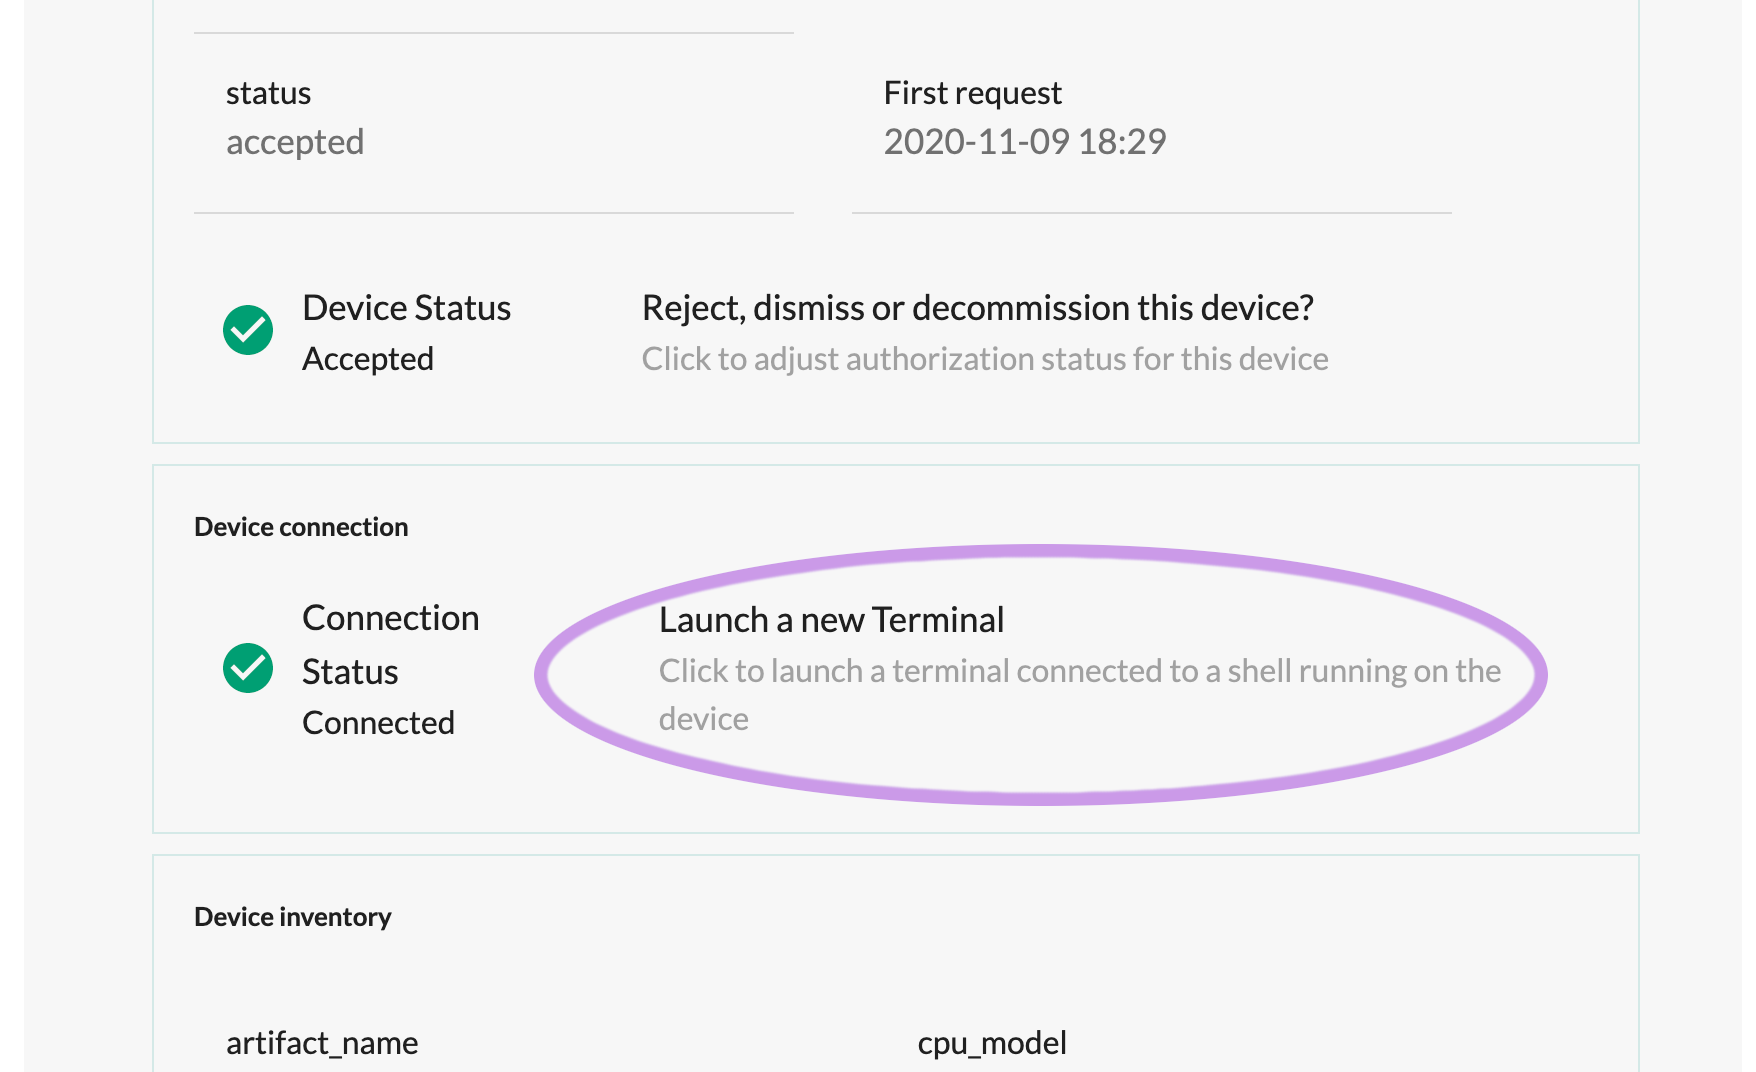 status
accepted
First request
2020-11-09 18:29
Device Status
Accepted
Reject, dismiss or decommission this device?
Click to adjust authorization status for this device
Device connection
Connection
Status
Connected
Launch a new Terminal
Click to launch a terminal connected to a shell running on the
device
Device inventory
artifact_name
cpu_model